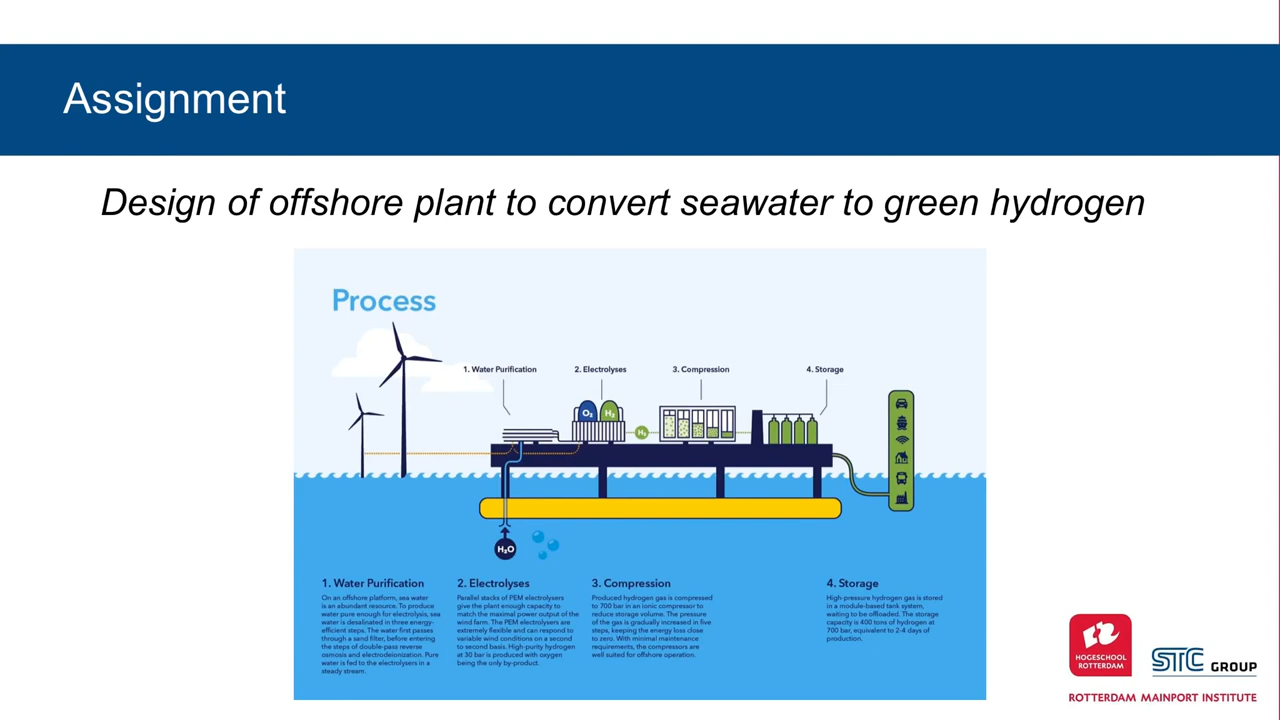 Assignment
Design of offshore plant to convert seawater to green hydrogen
Process
1. Water Purification
2. Electrolyses
3. Compression
4. Storage
O₂
H₂
H₂
H₂O
1. Water Purification
On an offshore platform, sea water
is an abundant resource. To produce
water pure enough for electrolysis, sea
water is desalinated in three energy-
efficient steps. The water first passes
through a sand filter, before entering
the steps of double-pass reverse
osmosis and electrodeionization. Pure
water is fed to the electrolysers in a
steady stream.
2. Electrolyses
Parallel stacks of PEM electrolysers
give the plant enough capacity to
match the maximal power output of the
wind farm. The PEM electrolysers are
extremely flexible and can respond to
variable wind conditions on a second
to second basis. High-purity hydrogen
at 30 bar is produced with oxygen
being the only by-product.
3. Compression
Produced hydrogen gas is compressed
to 700 bar in an ionic compressor to
reduce storage volume. The pressure
of the gas is gradually increased in five
steps, keeping the energy loss close
to zero. With minimal maintenance
requirements, the compressors are
well suited for offshore operation.
4. Storage
High-pressure hydrogen gas is stored
in a module-based tank system,
waiting to be offloaded. The storage
capacity is 400 tons of hydrogen at
700 bar, equivalent to 2-4 days of
production.
HOGESCHOOL
ROTTERDAM
STC GROUP
ROTTERDAM MAINPORT INSTITUTE